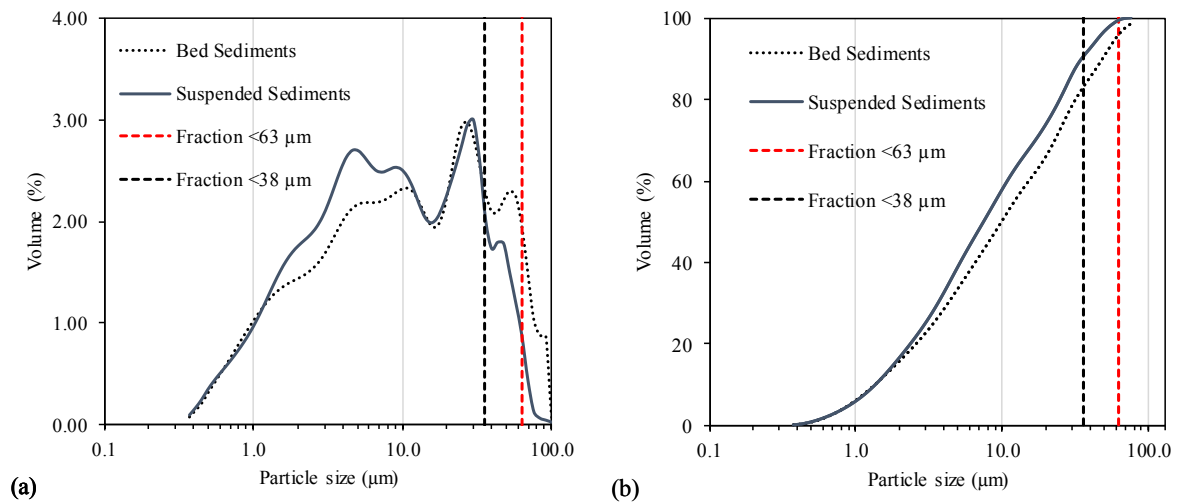 4.00
3.00
2.00
1.00
0.00
Volume (%)
Bed Sediments
Suspended Sediments
Fraction <63 µm
Fraction <38 µm
0.1
1.0
10.0
100.0
Particle size (µm)
(a)
100
80
60
40
20
0
Volume (%)
Bed Sediments
Suspended Sediments
Fraction <63 µm
Fraction <38 µm
0.1
1.0
10.0
100.0
Particle size (µm)
(b)